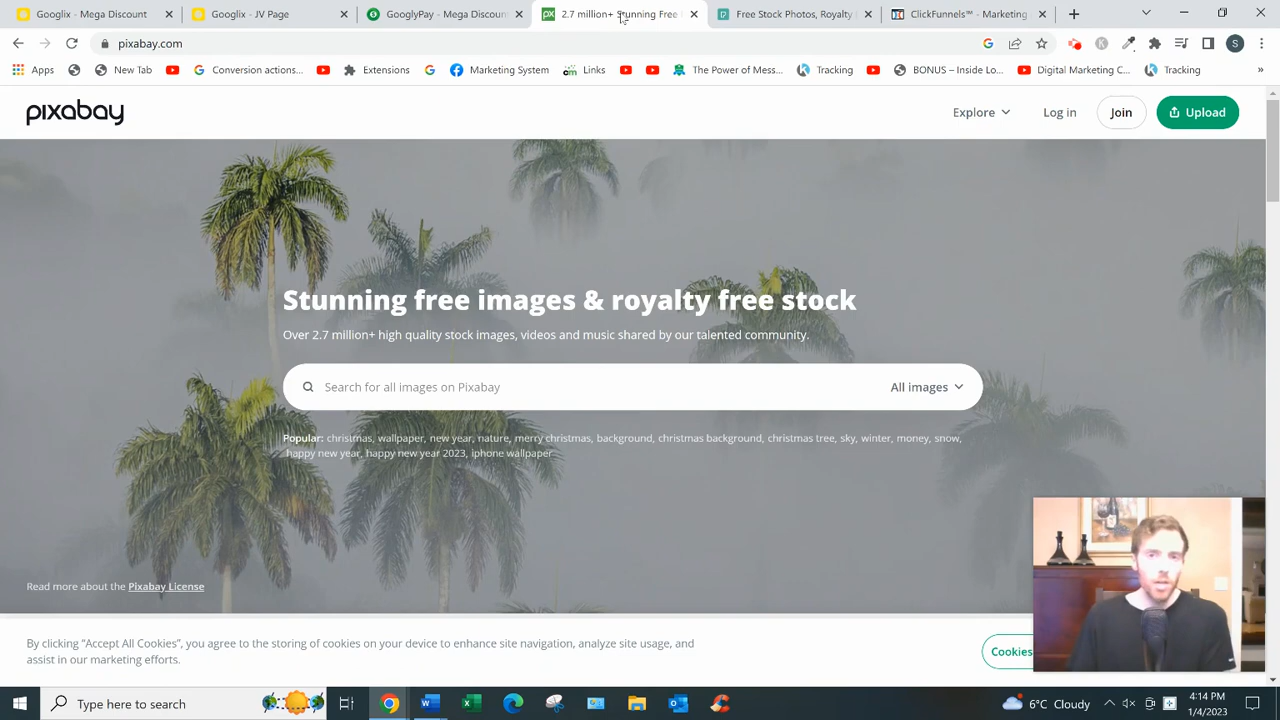 Googlix - Mega Discount
Googlix - JV Page
GooglyPay - Mega Discount
px 2.7 million+ Stunning Free
Free Stock Photos, Royalty
ClickFunnels™ - Marketing
pixabay.com
S
Apps
New Tab
Conversion actions...
Extensions
Marketing System
Links
The Power of Mess...
Tracking
BONUS – Inside Lo...
Digital Marketing C...
Tracking
»
pixabay
Explore
Log in
Join
Upload
Stunning free images & royalty free stock
Over 2.7 million+ high quality stock images, videos and music shared by our talented community.
Search for all images on Pixabay
All images
Popular: christmas, wallpaper, new year, nature, merry christmas, background, christmas background, christmas tree, sky, winter, money, snow,
happy new year, happy new year 2023, iphone wallpaper
Read more about the Pixabay License
By clicking “Accept All Cookies”, you agree to the storing of cookies on your device to enhance site navigation, analyze site usage, and
assist in our marketing efforts.
Cookies
Type here to search
6°C Cloudy
4:14 PM
1/4/2023